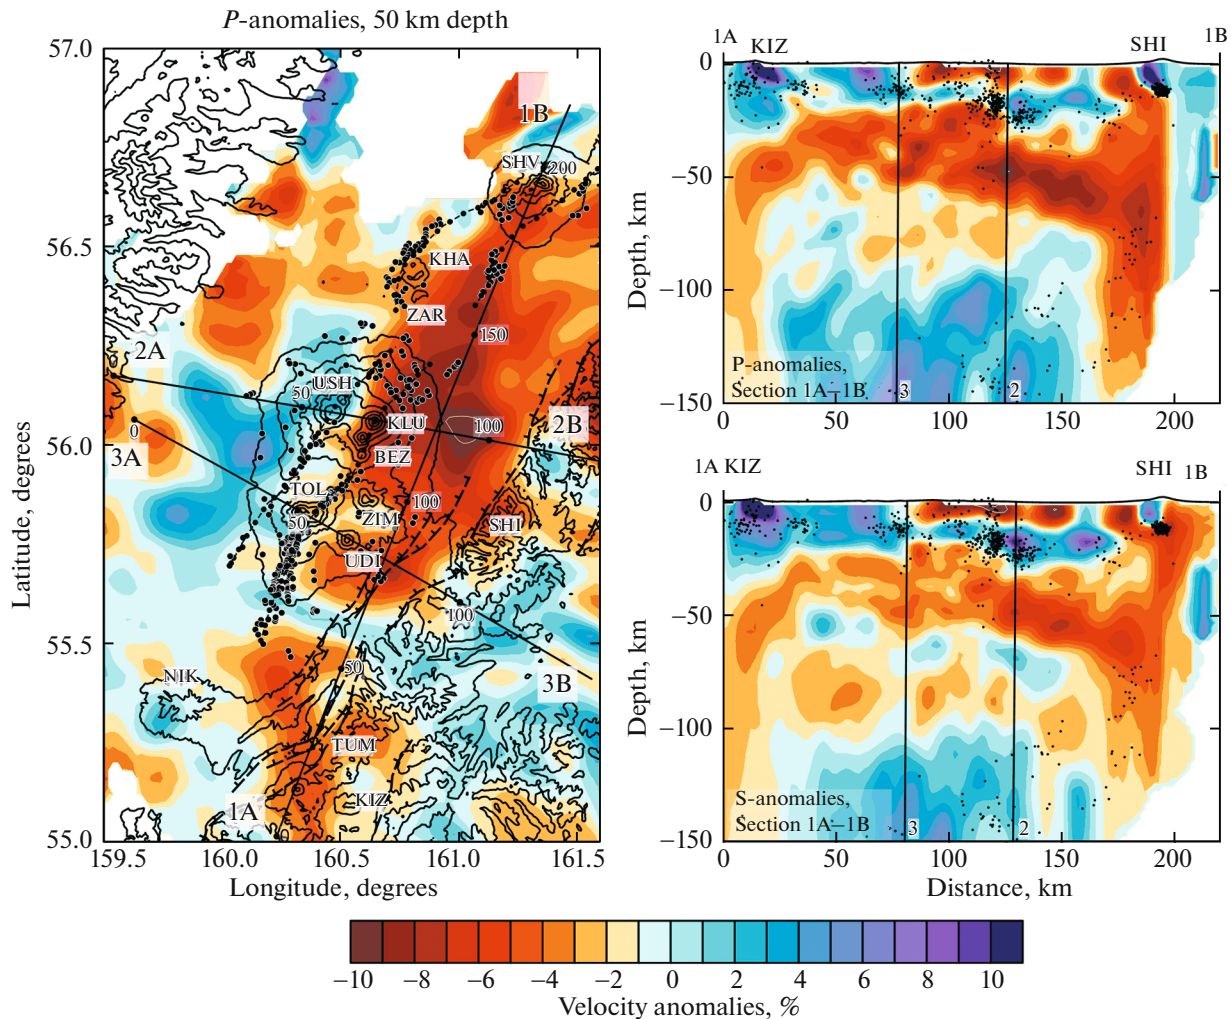 P-anomalies, 50 km depth
57.0
56.5
56.0
55.5
55.0
Latitude, degrees
159.5 160.0 160.5 161.0 161.5
Longitude, degrees
1B
SHV
200
KHA
ZAR
150
2A
50 USH
KLU
100
2B
BEZ
0
3A
TOL
100
ZIM
SHI
50
UDI
100
50
3B
NIK
TUM
1A
KIZ
0
1A
KIZ
SHI
1B
0
−50
−100
−150
Depth, km
P-anomalies,
Section 1A–1B
3
2
0 50 100 150 200
1A KIZ
SHI 1B
0
−50
−100
−150
Depth, km
S-anomalies,
Section 1A–1B
3
2
0 50 100 150 200
Distance, km
−10 −8 −6 −4 −2 0 2 4 6 8 10
Velocity anomalies, %